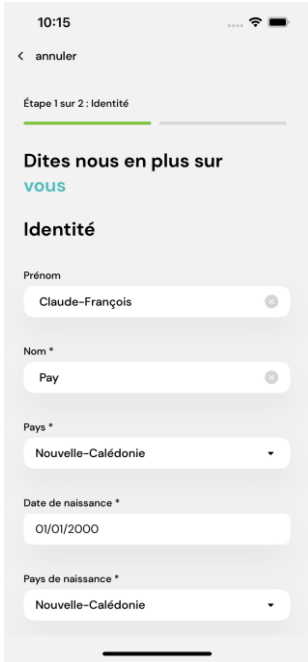 10:15
annuler
Étape 1 sur 2 : Identité
Dites nous en plus sur
vous
Identité
Prénom
Claude-François
Nom *
Pay
Pays *
Nouvelle-Calédonie
Date de naissance *
01/01/2000
Pays de naissance *
Nouvelle-Calédonie